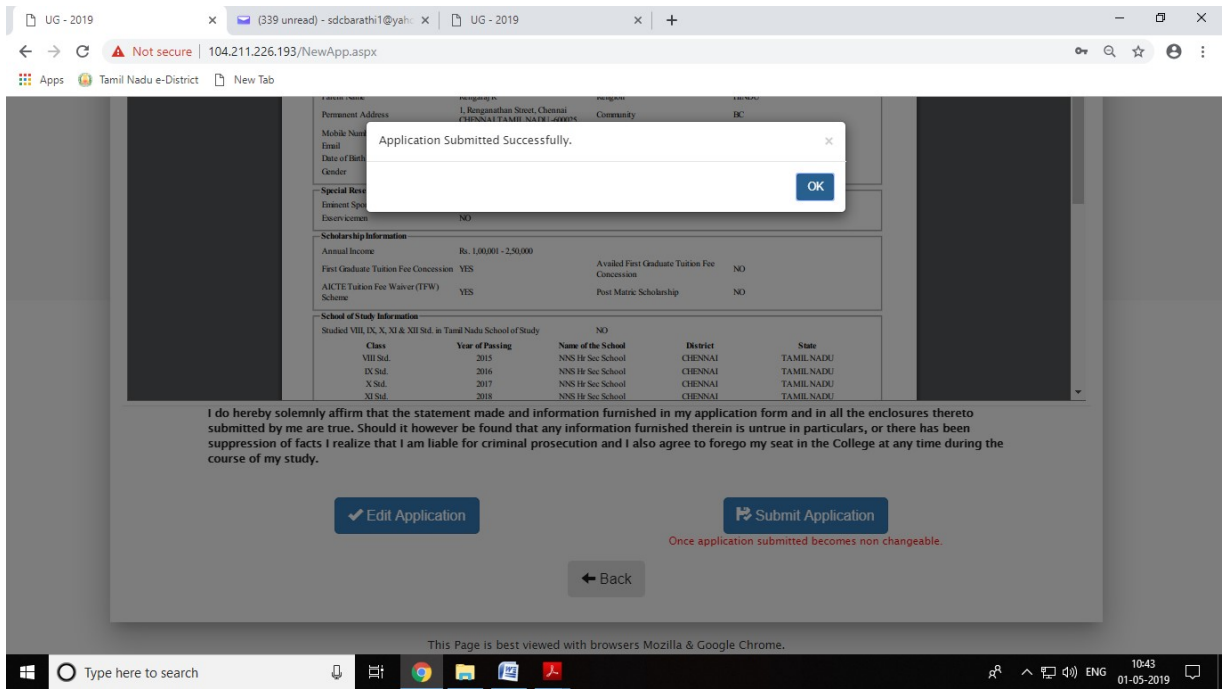 UG - 2019
(339 unread) - sdcbarathi1@yaho
UG - 2019
Not secure | 104.211.226.193/NewApp.aspx
Apps Tamil Nadu e-District New Tab
Permanent Address 1, Renganathan Street, Chennai CHENNAI TAMIL NADU -600025 Community BC
Mobile Num
Email
Date of Birth
Gender
Application Submitted Successfully. ×
OK
Special Rese
Eminent Spo
Exservicemen NO
Scholarship Information
Annual Income Rs. 1,00,001 - 2,50,000
First Graduate Tuition Fee Concession YES Availed First Graduate Tuition Fee Concession NO
AICTE Tuition Fee Waiver (TFW) Scheme YES Post Matric Scholarship NO
School of Study Information
Studied VIII, IX, X, XI & XII Std. in Tamil Nadu School of Study NO
Class Year of Passing Name of the School District State
VIII Std. 2015 NNS Hr Sec School CHENNAI TAMIL NADU
IX Std. 2016 NNS Hr Sec School CHENNAI TAMIL NADU
X Std. 2017 NNS Hr Sec School CHENNAI TAMIL NADU
XI Std. 2018 NNS Hr Sec School CHENNAI TAMIL NADU
I do hereby solemnly affirm that the statement made and information furnished in my application form and in all the enclosures thereto
submitted by me are true. Should it however be found that any information furnished therein is untrue in particulars, or there has been
suppression of facts I realize that I am liable for criminal prosecution and I also agree to forego my seat in the College at any time during the
course of my study.
Edit Application
Submit Application
Once application submitted becomes non changeable.
Back
This Page is best viewed with browsers Mozilla & Google Chrome.
Type here to search
ENG
10:43
01-05-2019